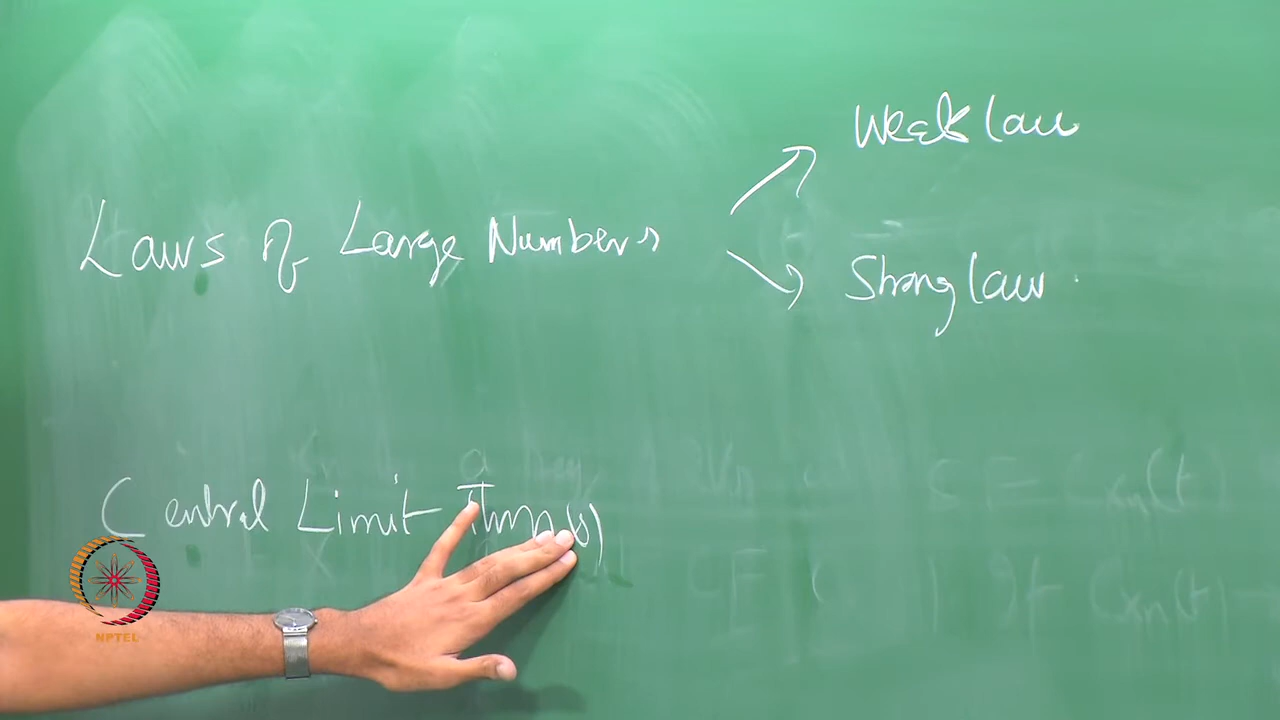 Weak law
Laws of Large Numbers
Strong law
Central Limit Thm(s)
NPTEL